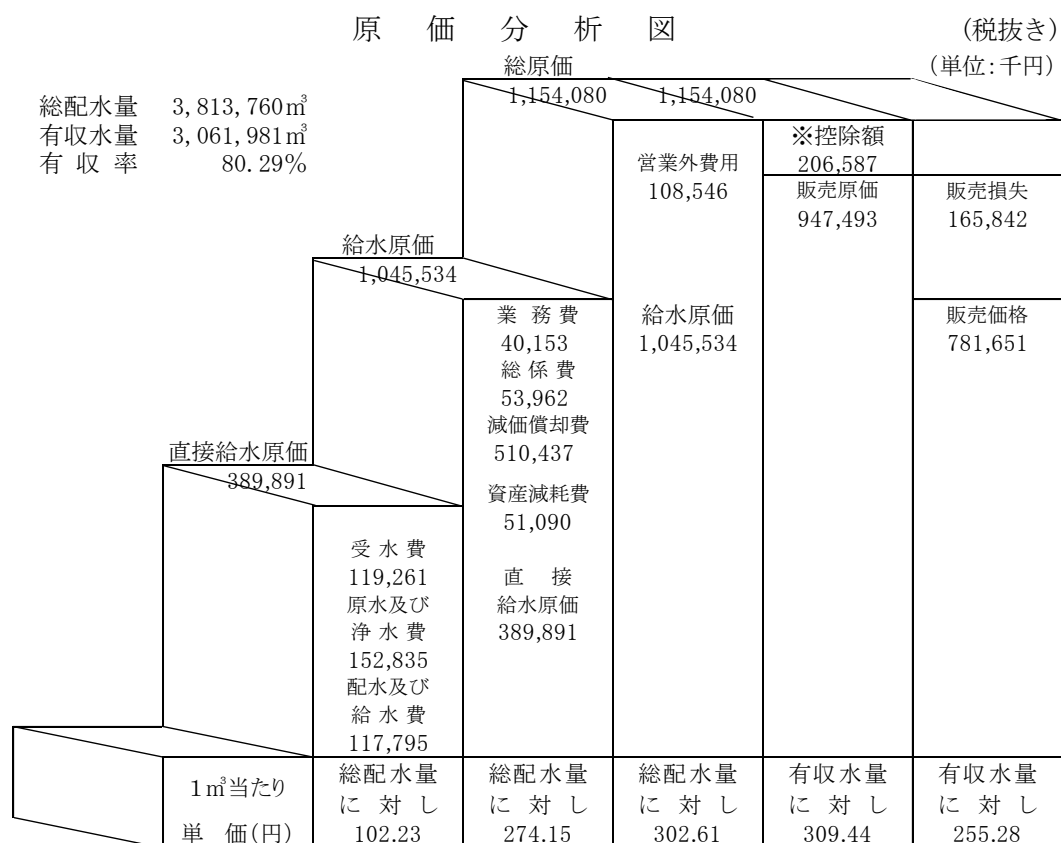 原 価 分 析 図
(税抜き)
(単位:千円)
総配水量 3,813,760㎥
有収水量 3,061,981㎥
有 収 率 80.29%
総原価
1,154,080
1,154,080
営業外費用
108,546
※控除額
206,587
販売原価
947,493
販売損失
165,842
給水原価
1,045,534
業 務 費
40,153
総 係 費
53,962
減価償却費
510,437
資産減耗費
51,090
直 接
給水原価
389,891
給水原価
1,045,534
販売価格
781,651
直接給水原価
389,891
受 水 費
119,261
原水及び
浄 水 費
152,835
配水及び
給 水 費
117,795
1㎥当たり
単 価(円)
総配水量
に 対 し
102.23
総配水量
に 対 し
274.15
総配水量
に 対 し
302.61
有収水量
に 対 し
309.44
有収水量
に 対 し
255.28